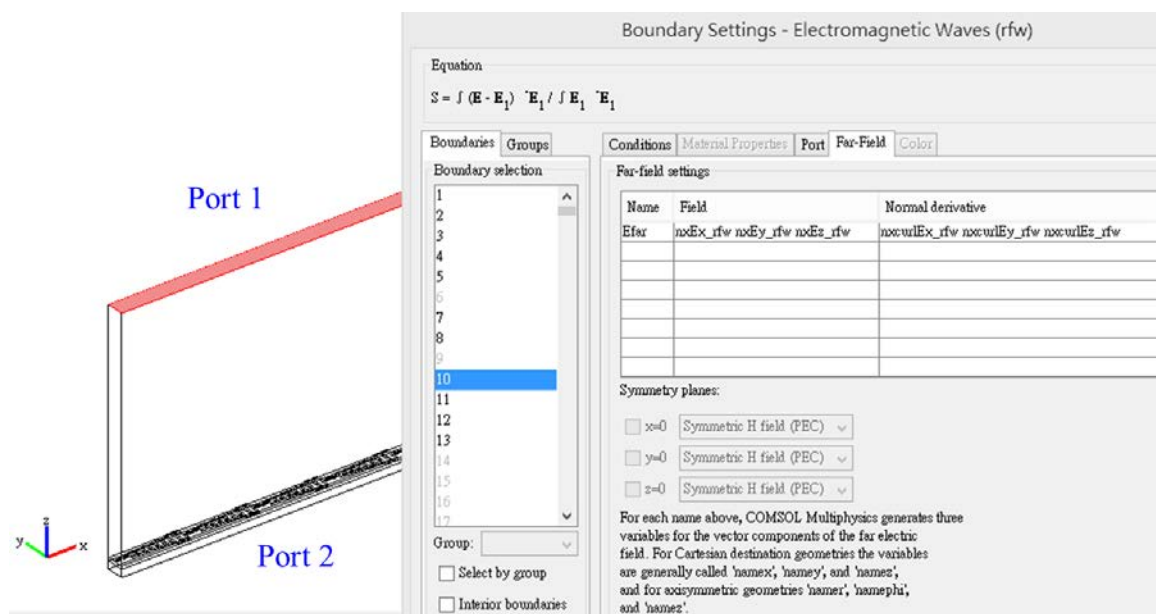 Boundary Settings - Electromagnetic Waves (rfw)
Equation
S = ∫ (E - E1) ·E1 / ∫ E1 ·E1
Boundaries Groups
Conditions Material Properties Port Far-Field Color
Boundary selection
Far-field settings
1
2
3
4
5
6
7
8
9
10
11
12
13
14
15
16
17
Name Field Normal derivative
Efar nxEx_rfw nxEy_rfw nxEz_rfw nxcurlEx_rfw nxcurlEy_rfw nxcurlEz_rfw
Symmetry planes:
x=0 Symmetric H field (PEC)
y=0 Symmetric H field (PEC)
z=0 Symmetric H field (PEC)
For each name above, COMSOL Multiphysics generates three
variables for the vector components of the far electric
field. For Cartesian destination geometries the variables
are generally called 'namex', 'namey', and 'namez',
and for axisymmetric geometries 'namer', 'namephi',
and 'namez'.
Group:
Select by group
Interior boundaries
Port 1
Port 2
z
y
x